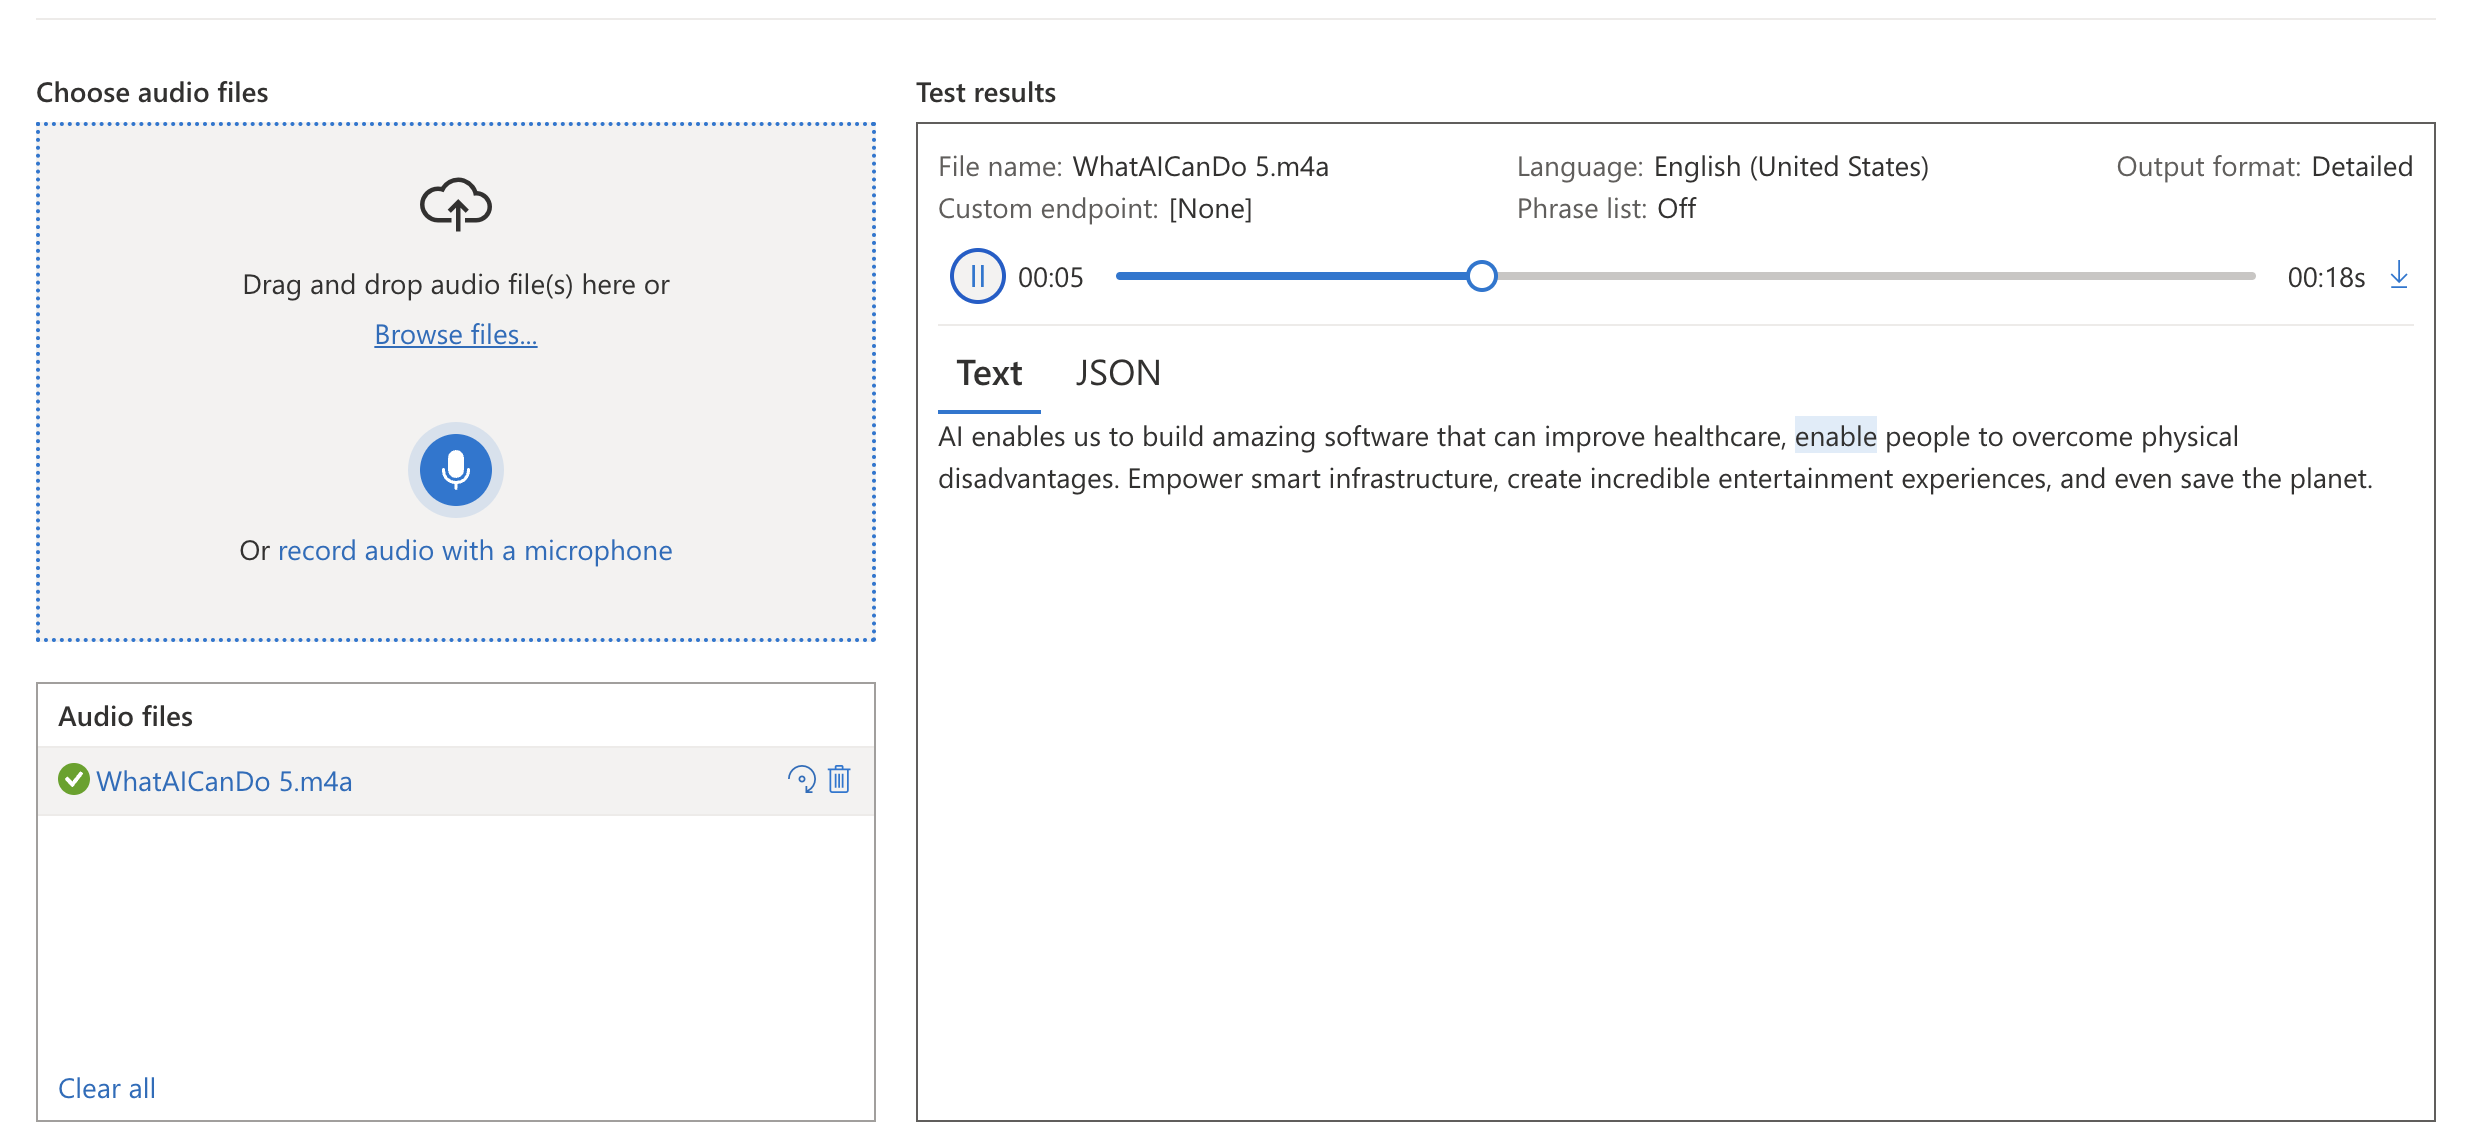 Choose audio files
Drag and drop audio file(s) here or
Browse files...
Or record audio with a microphone
Audio files
WhatAICanDo 5.m4a
Clear all
Test results
File name: WhatAICanDo 5.m4a
Language: English (United States)
Output format: Detailed
Custom endpoint: [None]
Phrase list: Off
00:05
00:18s
Text
JSON
AI enables us to build amazing software that can improve healthcare, enable people to overcome physical
disadvantages. Empower smart infrastructure, create incredible entertainment experiences, and even save the planet.